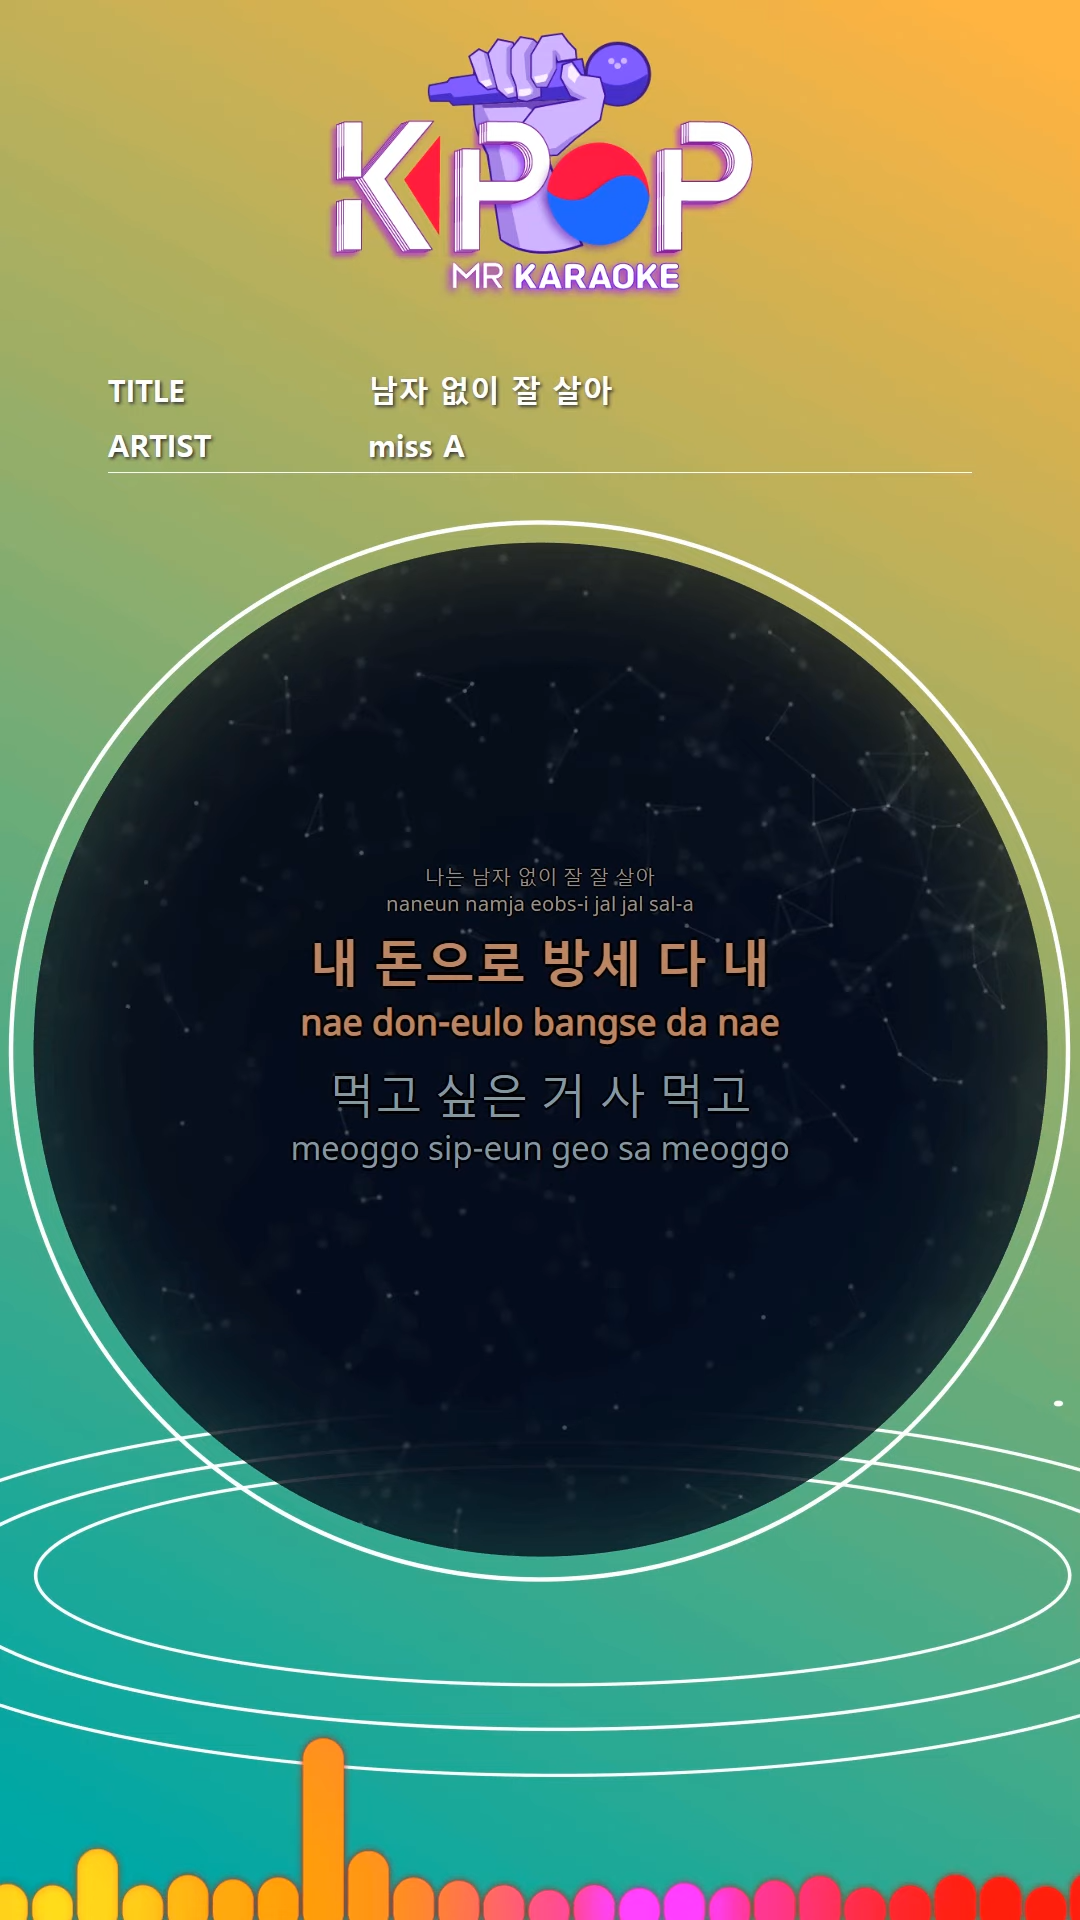 KPOP
MR KARAOKE
TITLE 남자 없이 잘 살아
ARTIST miss A
나는 남자 없이 잘 잘 살아
naneun namja eobs-i jal jal sal-a
내 돈으로 방세 다 내
nae don-eulo bangse da nae
먹고 싶은 거 사 먹고
meoggo sip-eun geo sa meoggo